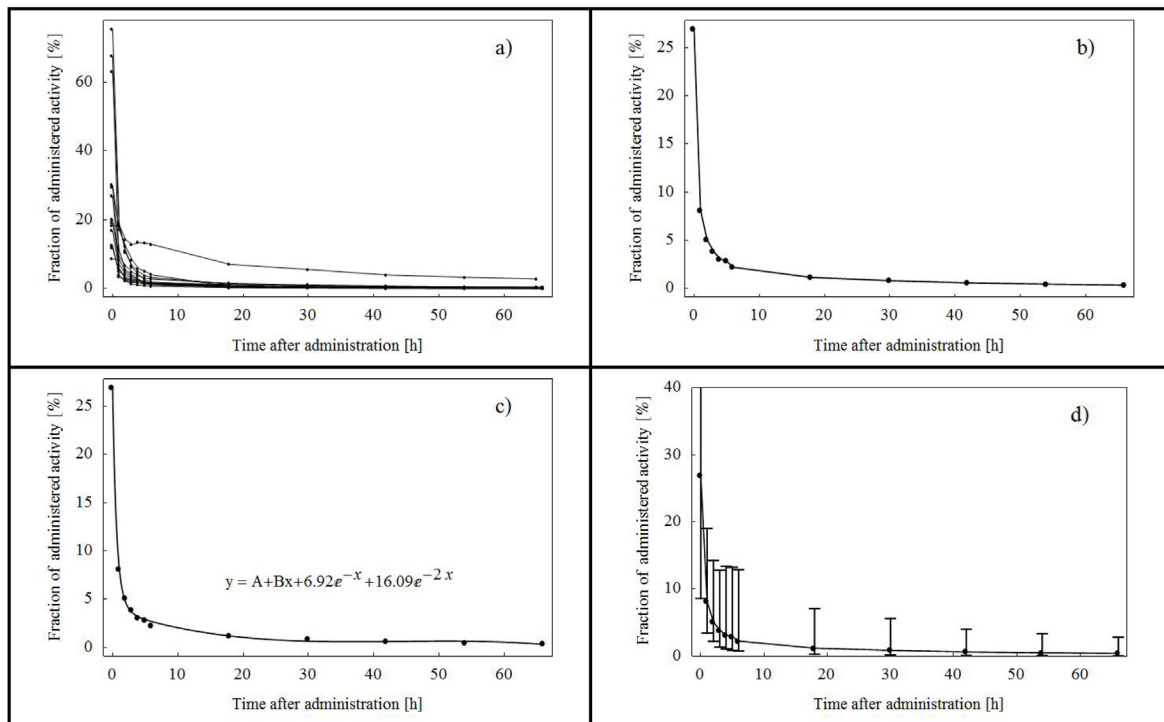 a)
Fraction of administered activity [%]
60
40
20
0
0 10 20 30 40 50 60
Time after administration [h]
b)
Fraction of administered activity [%]
25
20
15
10
5
0
0 10 20 30 40 50 60
Time after administration [h]
c)
Fraction of administered activity [%]
25
20
15
10
5
0
y = A+Bx+6.92e^{-x}+16.09e^{-2x}
0 10 20 30 40 50 60
Time after administration [h]
d)
Fraction of administered activity [%]
40
30
20
10
0
0 10 20 30 40 50 60
Time after administration [h]